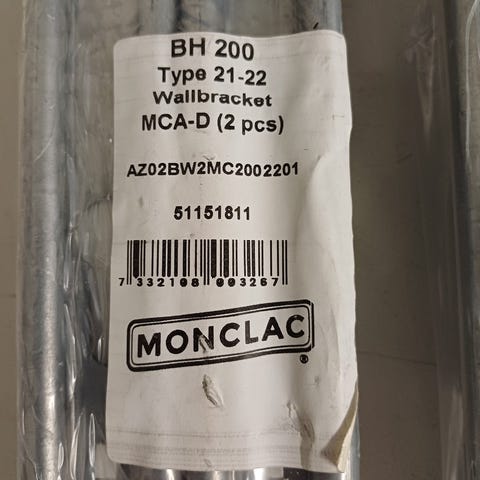 BH 200
Type 21-22
Wallbracket
MCA-D (2 pcs)
AZ02BW2MC2002201
51151811
7 332108 003267
MONCLAC®